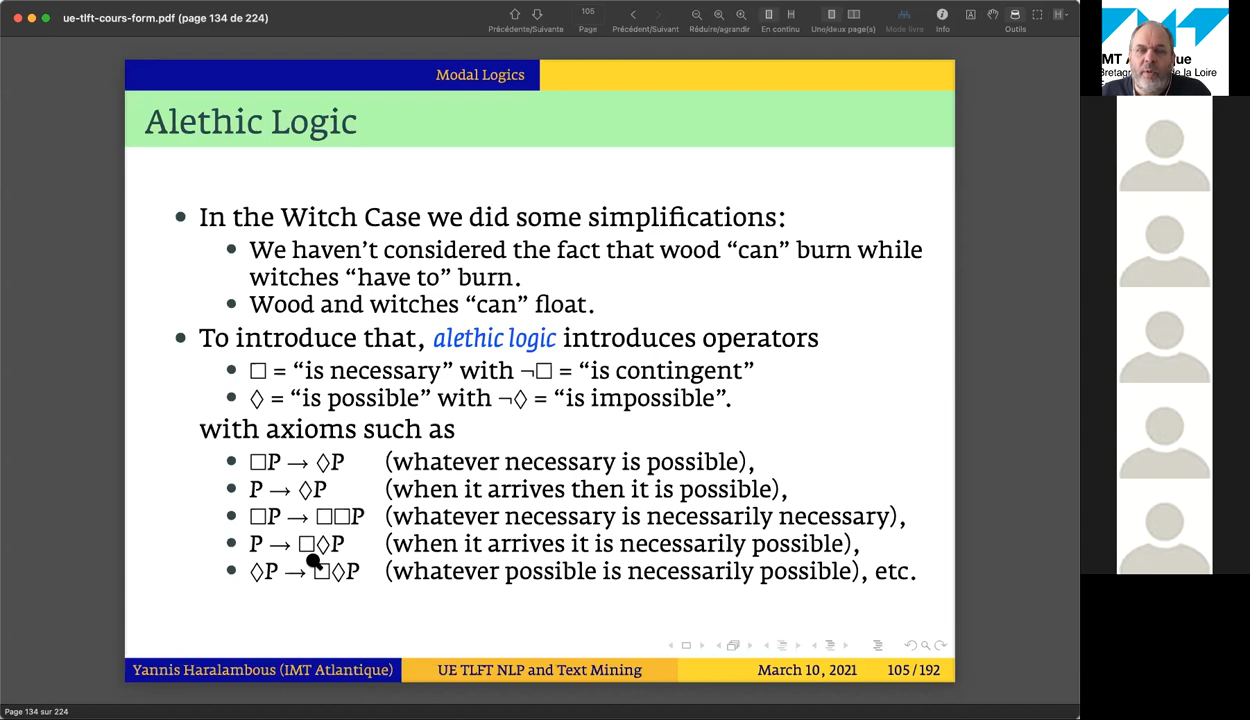 ue-tlft-cours-form.pdf (page 134 de 224)
105
Précédente/Suivante
Page
Précédent/Suivant
Réduire/agrandir
En continu
Une/deux page(s)
Mode livre
Info
Outils
Modal Logics
Alethic Logic
• In the Witch Case we did some simplifications:
• We haven’t considered the fact that wood “can” burn while
witches “have to” burn.
• Wood and witches “can” float.
• To introduce that, alethic logic introduces operators
• □ = “is necessary” with ¬□ = “is contingent”
• ◊ = “is possible” with ¬◊ = “is impossible”.
with axioms such as
• □P → ◊P (whatever necessary is possible),
• P → ◊P (when it arrives then it is possible),
• □P → □□P (whatever necessary is necessarily necessary),
• P → □◊P (when it arrives it is necessarily possible),
• ◊P → □◊P (whatever possible is necessarily possible), etc.
Yannis Haralambous (IMT Atlantique)
UE TLFT NLP and Text Mining
March 10, 2021
105 / 192
Page 134 sur 224
de la Loire